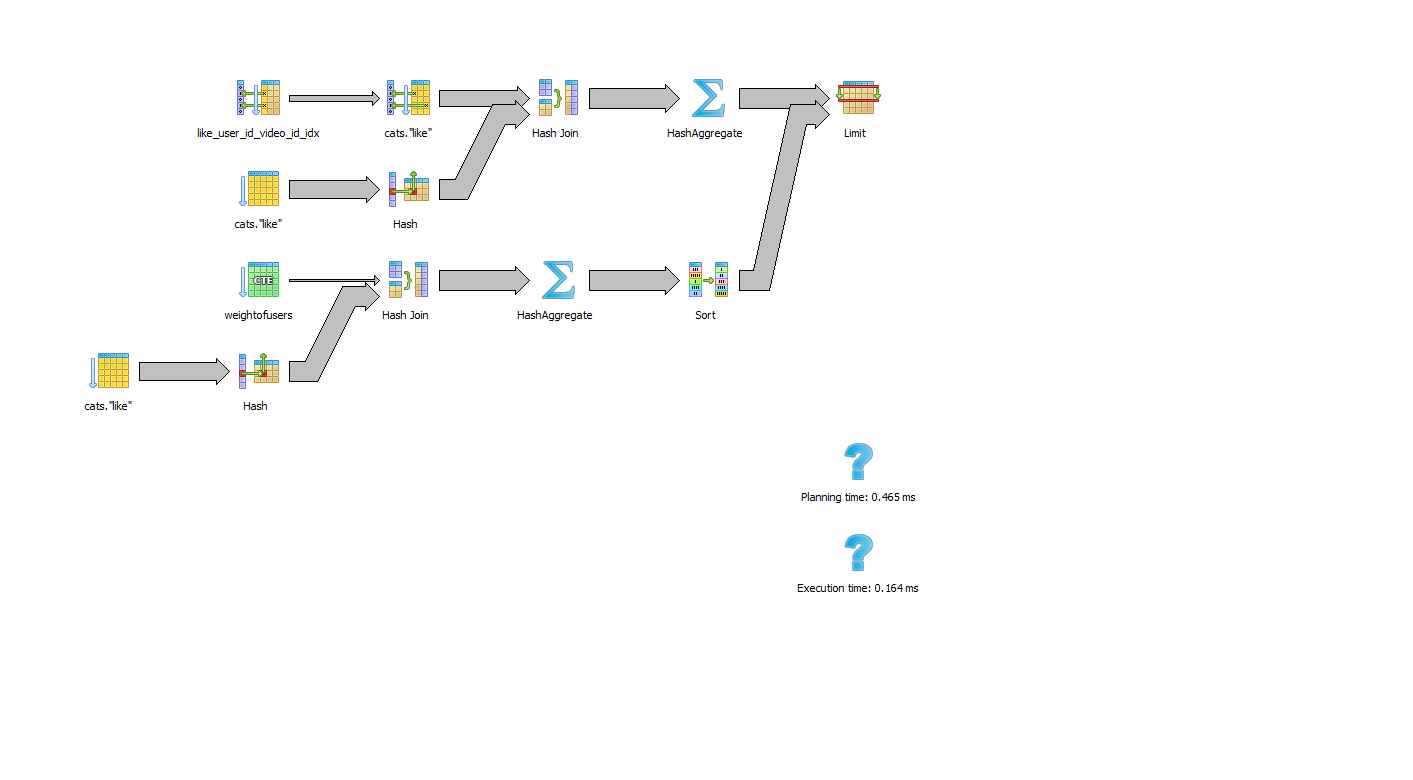 like_user_id_video_id_idx
cats."like"
Hash Join
HashAggregate
Limit
cats."like"
Hash
CTE
weightofusers
Hash Join
HashAggregate
Sort
cats."like"
Hash
Planning time: 0.465 ms
Execution time: 0.164 ms